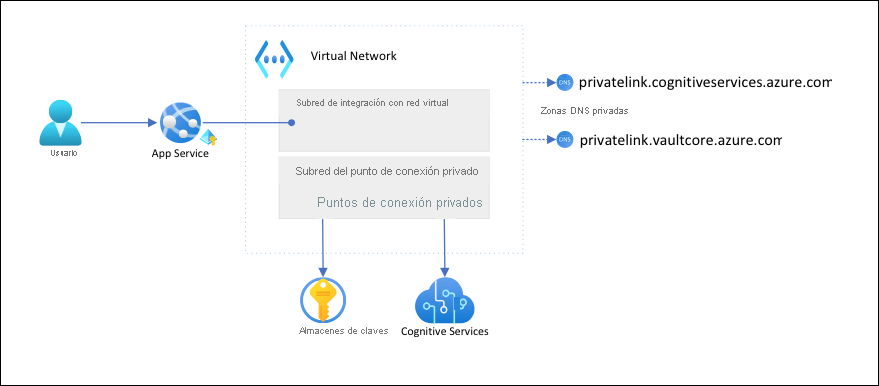 Virtual Network
privatelink.cognitiveservices.azure.com
Subred de integración con red virtual
Zonas DNS privadas
privatelink.vaultcore.azure.com
Usuario
App Service
Subred del punto de conexión privado
Puntos de conexión privados
Almacenes de claves
Cognitive Services
DNS
DNS